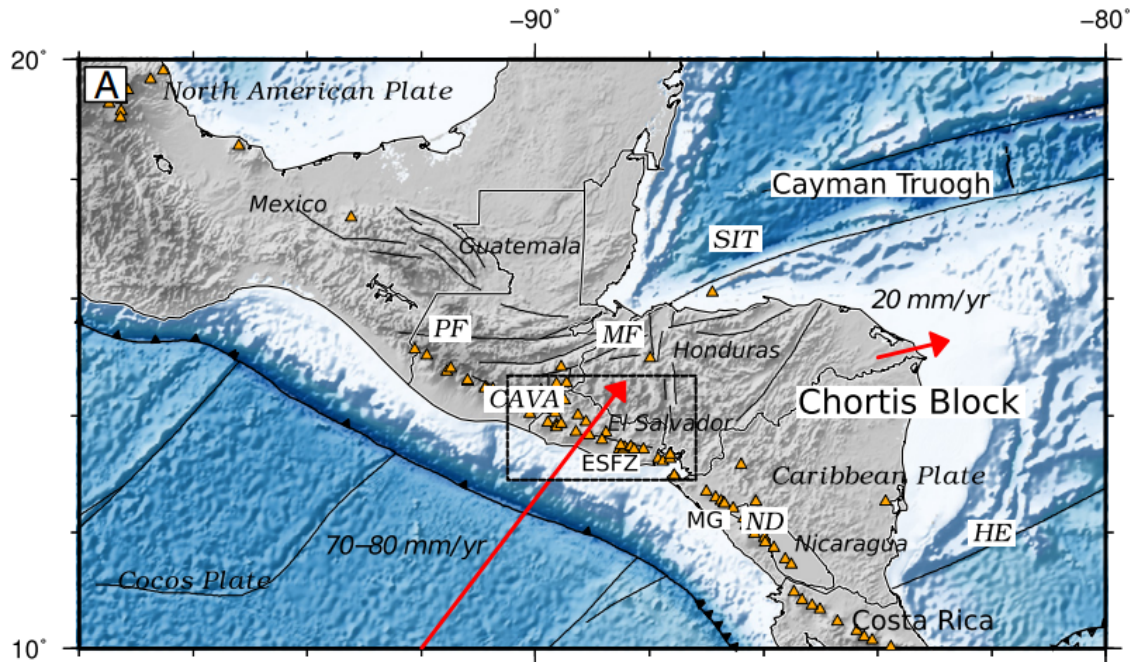 −90°
−80°
20°
A
North American Plate
Cayman Truogh
Mexico
SIT
Guatemala
20 mm/yr
PF
MF
Honduras
CAVA
Chortis Block
El Salvador
ESFZ
Caribbean Plate
MG
ND
HE
70–80 mm/yr
Nicaragua
Cocos Plate
Costa Rica
10°